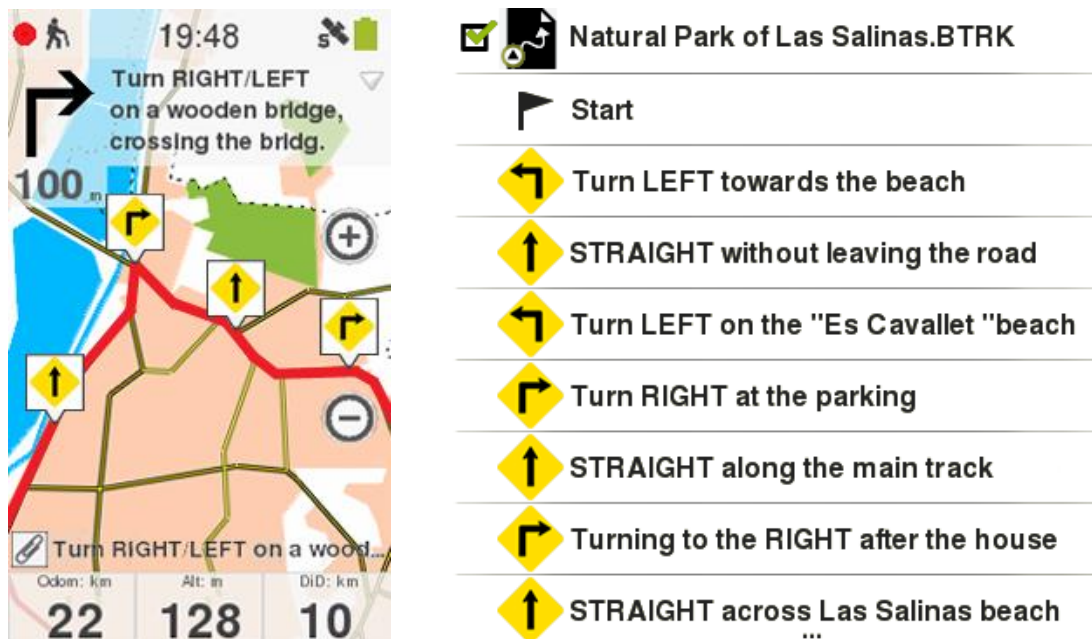 19:48
S
Turn RIGHT/LEFT
on a wooden bridge,
crossing the bridg.
100 m
+
−
Turn RIGHT/LEFT on a wood...
Odom: km Alt: m DiD: km
22 128 10
Natural Park of Las Salinas.BTRK
Start
Turn LEFT towards the beach
STRAIGHT without leaving the road
Turn LEFT on the "Es Cavallet "beach
Turn RIGHT at the parking
STRAIGHT along the main track
Turning to the RIGHT after the house
STRAIGHT across Las Salinas beach
...